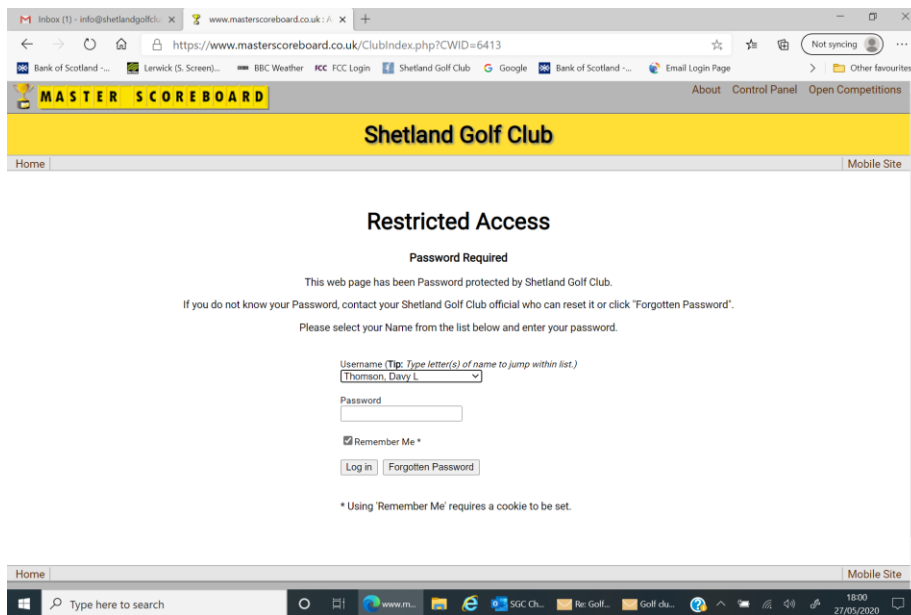 Inbox (1) - info@shetlandgolfclu
www.masterscoreboard.co.uk : A
https://www.masterscoreboard.co.uk/ClubIndex.php?CWID=6413
Not syncing
Bank of Scotland -... Lerwick (S. Screen)... BBC Weather FCC FCC Login Shetland Golf Club Google Bank of Scotland -... Email Login Page Other favourites
MASTER SCOREBOARD
About Control Panel Open Competitions
Shetland Golf Club
Home Mobile Site
Restricted Access
Password Required
This web page has been Password protected by Shetland Golf Club.
If you do not know your Password, contact your Shetland Golf Club official who can reset it or click "Forgotten Password".
Please select your Name from the list below and enter your password.
Username (Tip: Type letter(s) of name to jump within list.)
Thomson, Davy L
Password
Remember Me *
Log in Forgotten Password
* Using 'Remember Me' requires a cookie to be set.
Home Mobile Site
Type here to search www.m... SGC Ch... Re: Golf... Golf clu... 18:00
27/05/2020